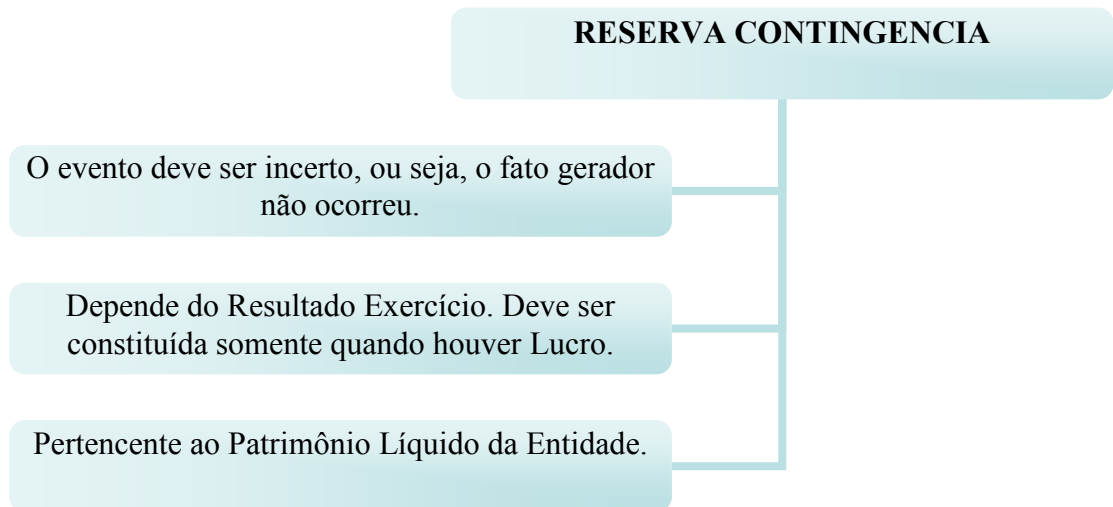 RESERVA CONTINGENCIA
O evento deve ser incerto, ou seja, o fato gerador
não ocorreu.
Depende do Resultado Exercício. Deve ser
constituída somente quando houver Lucro.
Pertencente ao Patrimônio Líquido da Entidade.